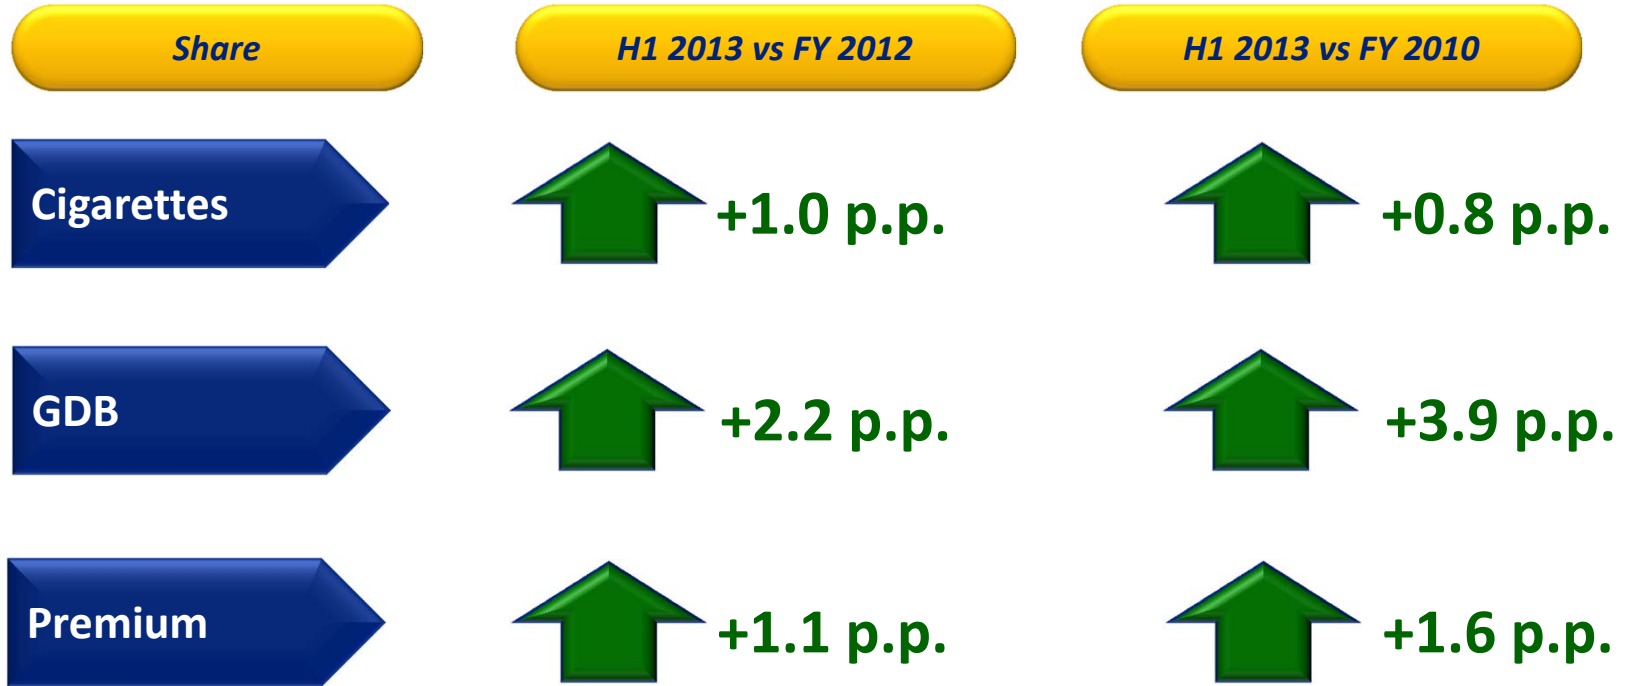 Share
H1 2013 vs FY 2012
H1 2013 vs FY 2010
Cigarettes
+1.0 p.p.
+0.8 p.p.
GDB
+2.2 p.p.
+3.9 p.p.
Premium
+1.1 p.p.
+1.6 p.p.